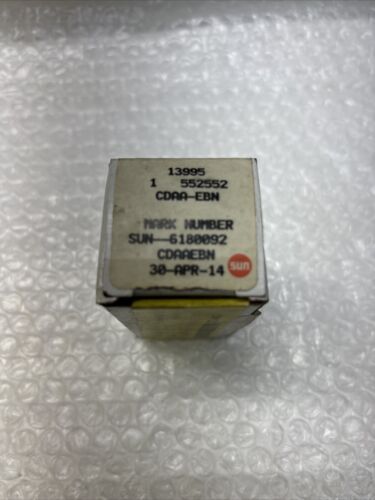 13995
1 552552
CDAA-EBN
MARK NUMBER
SUN--6180092
CDAAEBN
30-APR-14
sun